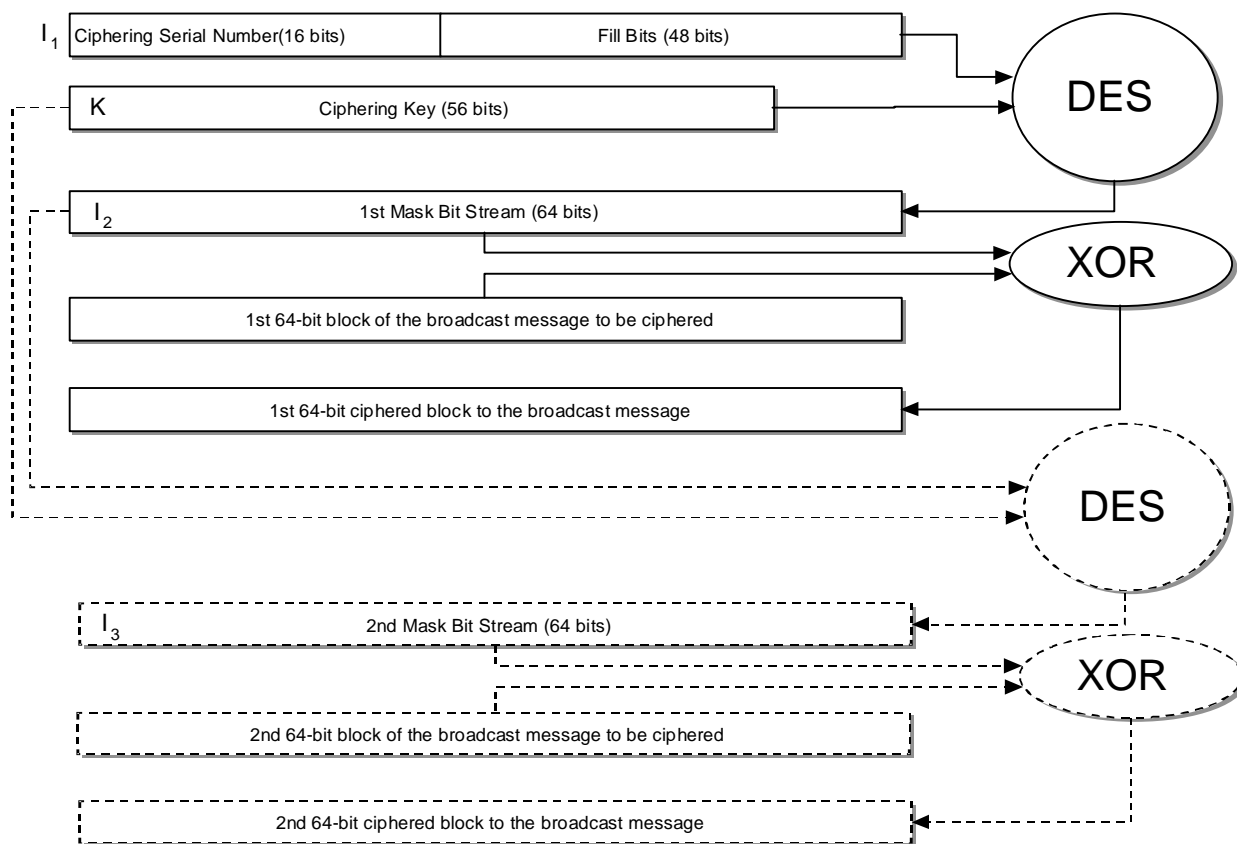 I1 Ciphering Serial Number(16 bits) Fill Bits (48 bits)
DES
K Ciphering Key (56 bits)
I2 1st Mask Bit Stream (64 bits)
XOR
1st 64-bit block of the broadcast message to be ciphered
1st 64-bit ciphered block to the broadcast message
DES
I3 2nd Mask Bit Stream (64 bits)
XOR
2nd 64-bit block of the broadcast message to be ciphered
2nd 64-bit ciphered block to the broadcast message